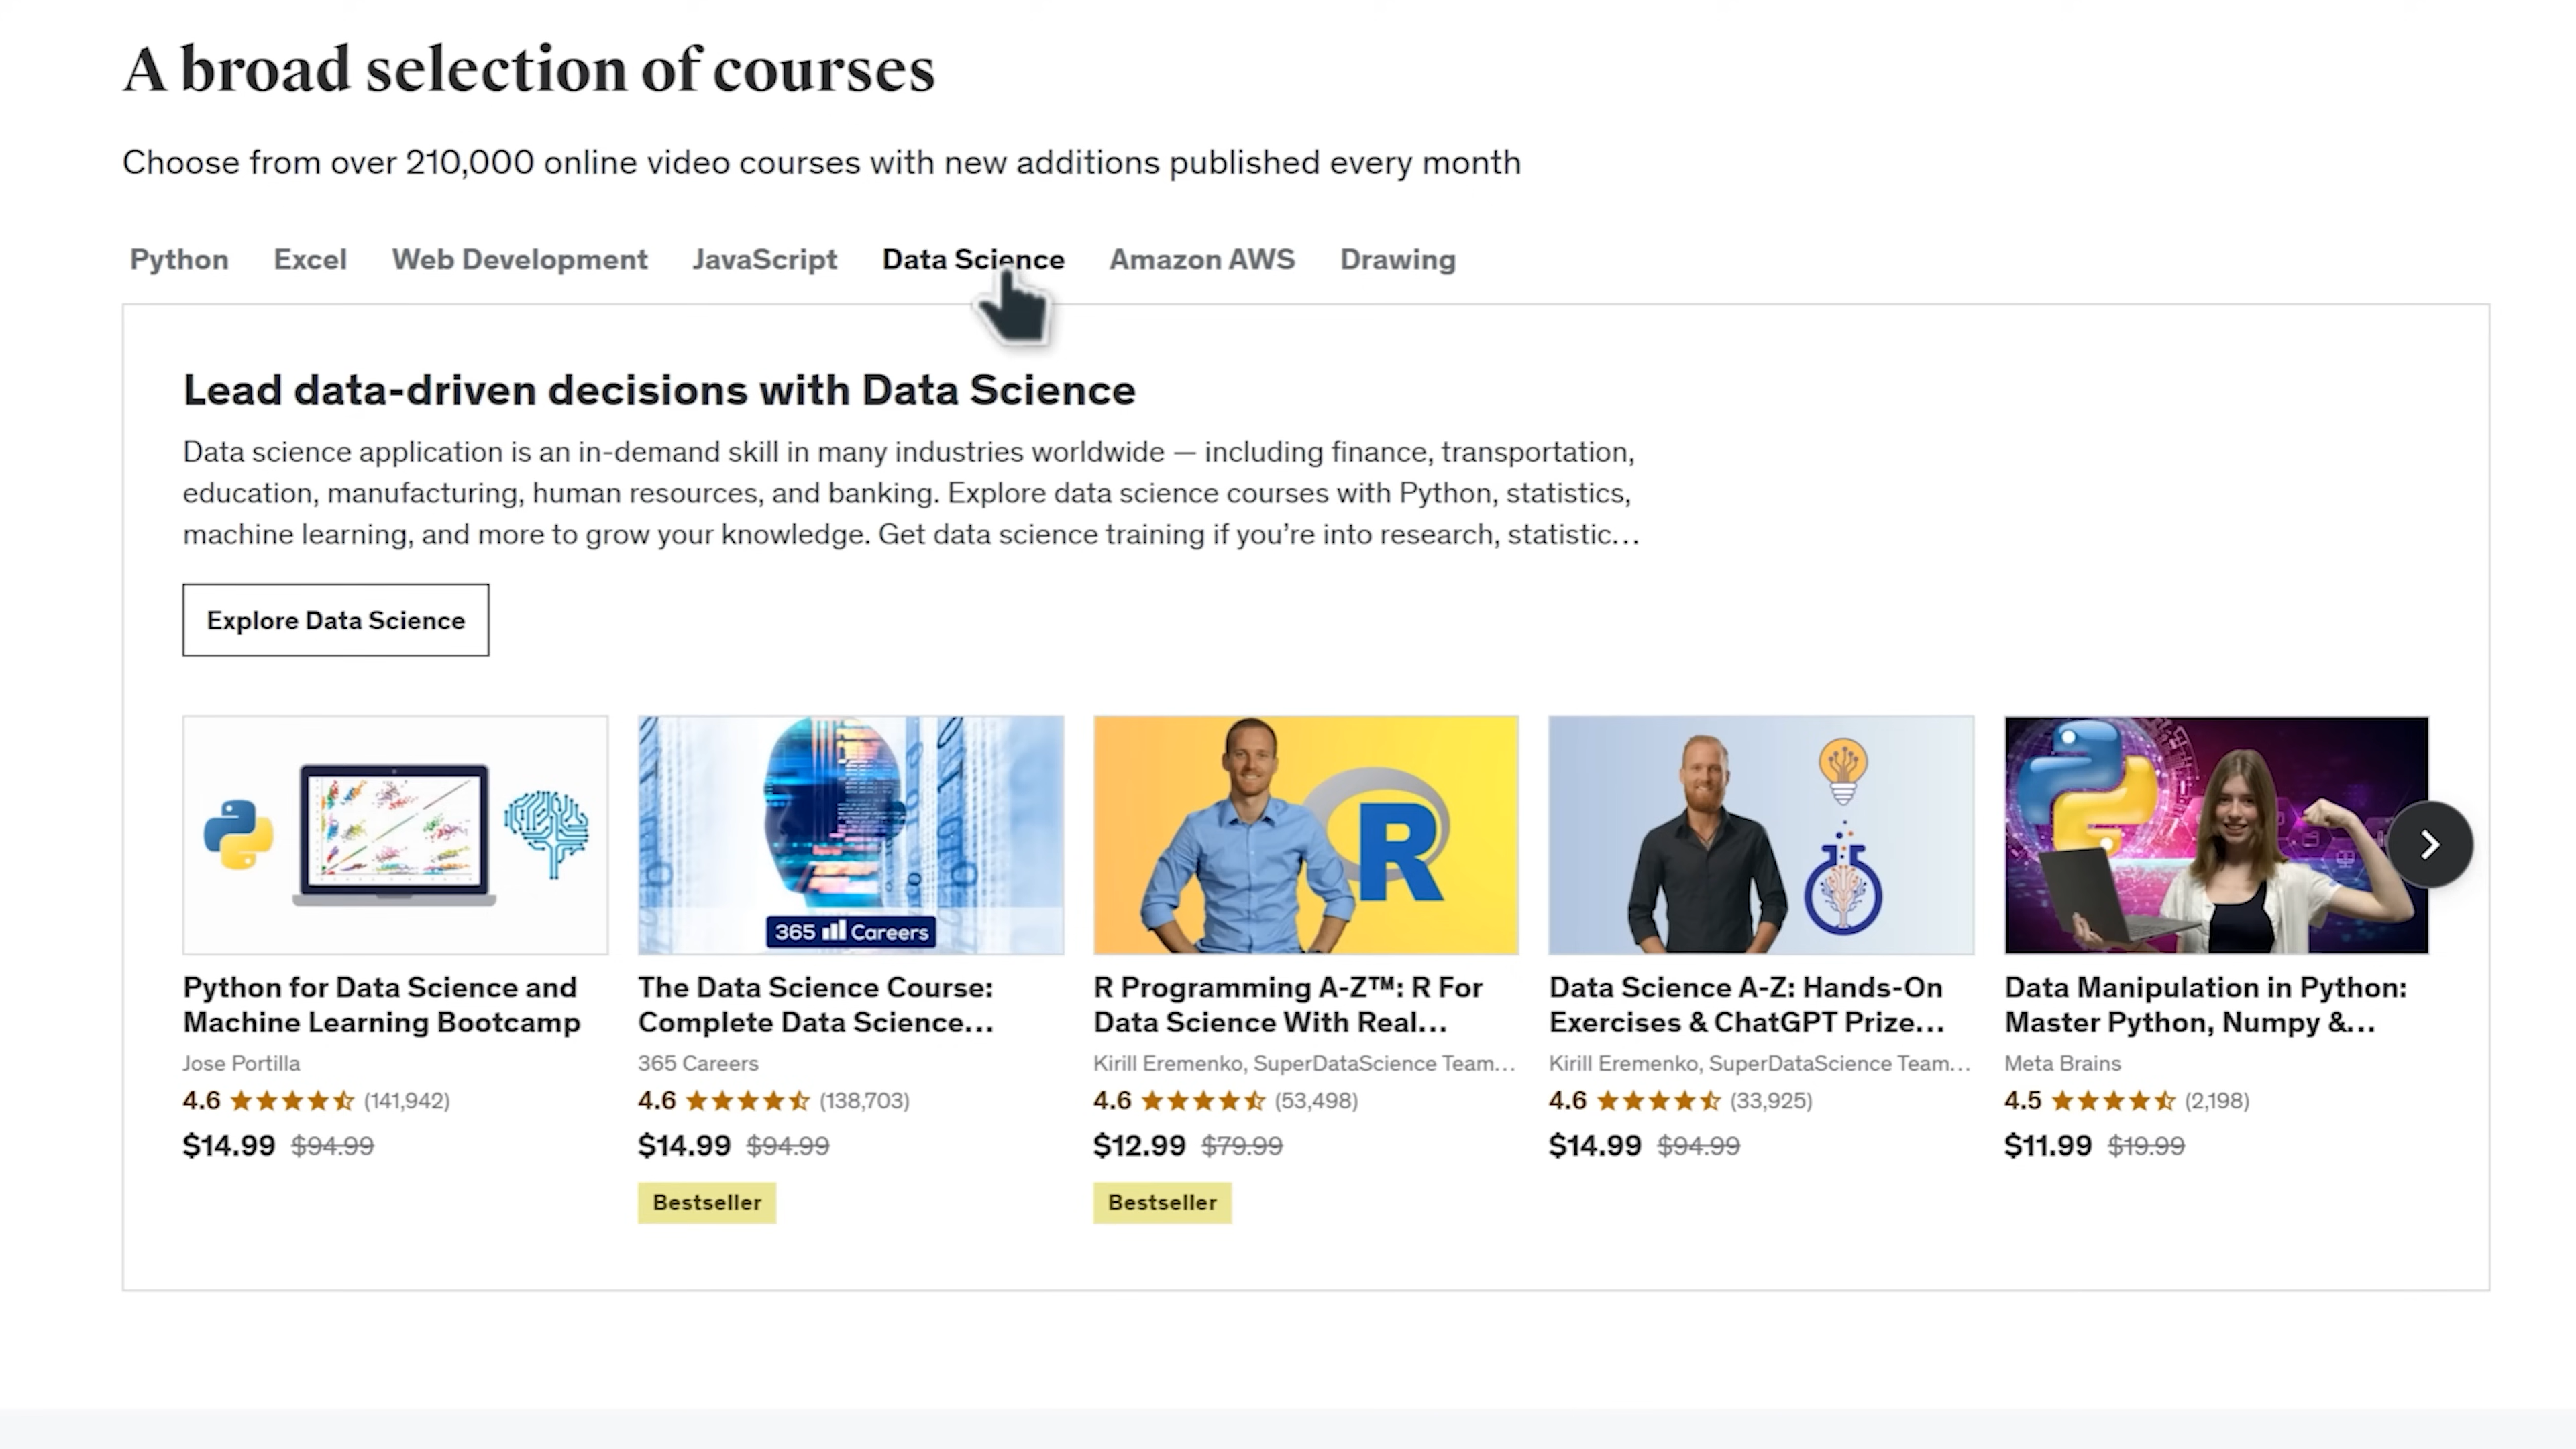 A broad selection of courses
Choose from over 210,000 online video courses with new additions published every month
Python Excel Web Development JavaScript Data Science Amazon AWS Drawing
Lead data-driven decisions with Data Science
Data science application is an in-demand skill in many industries worldwide — including finance, transportation,
education, manufacturing, human resources, and banking. Explore data science courses with Python, statistics,
machine learning, and more to grow your knowledge. Get data science training if you’re into research, statistic…
Explore Data Science
365 Careers
R
Python for Data Science and
Machine Learning Bootcamp
Jose Portilla
4.6 (141,942)
$14.99 $94.99
The Data Science Course:
Complete Data Science…
365 Careers
4.6 (138,703)
$14.99 $94.99
Bestseller
R Programming A-Z™: R For
Data Science With Real…
Kirill Eremenko, SuperDataScience Team…
4.6 (53,498)
$12.99 $79.99
Bestseller
Data Science A-Z: Hands-On
Exercises & ChatGPT Prize…
Kirill Eremenko, SuperDataScience Team…
4.6 (33,925)
$14.99 $94.99
Data Manipulation in Python:
Master Python, Numpy &…
Meta Brains
4.5 (2,198)
$11.99 $19.99